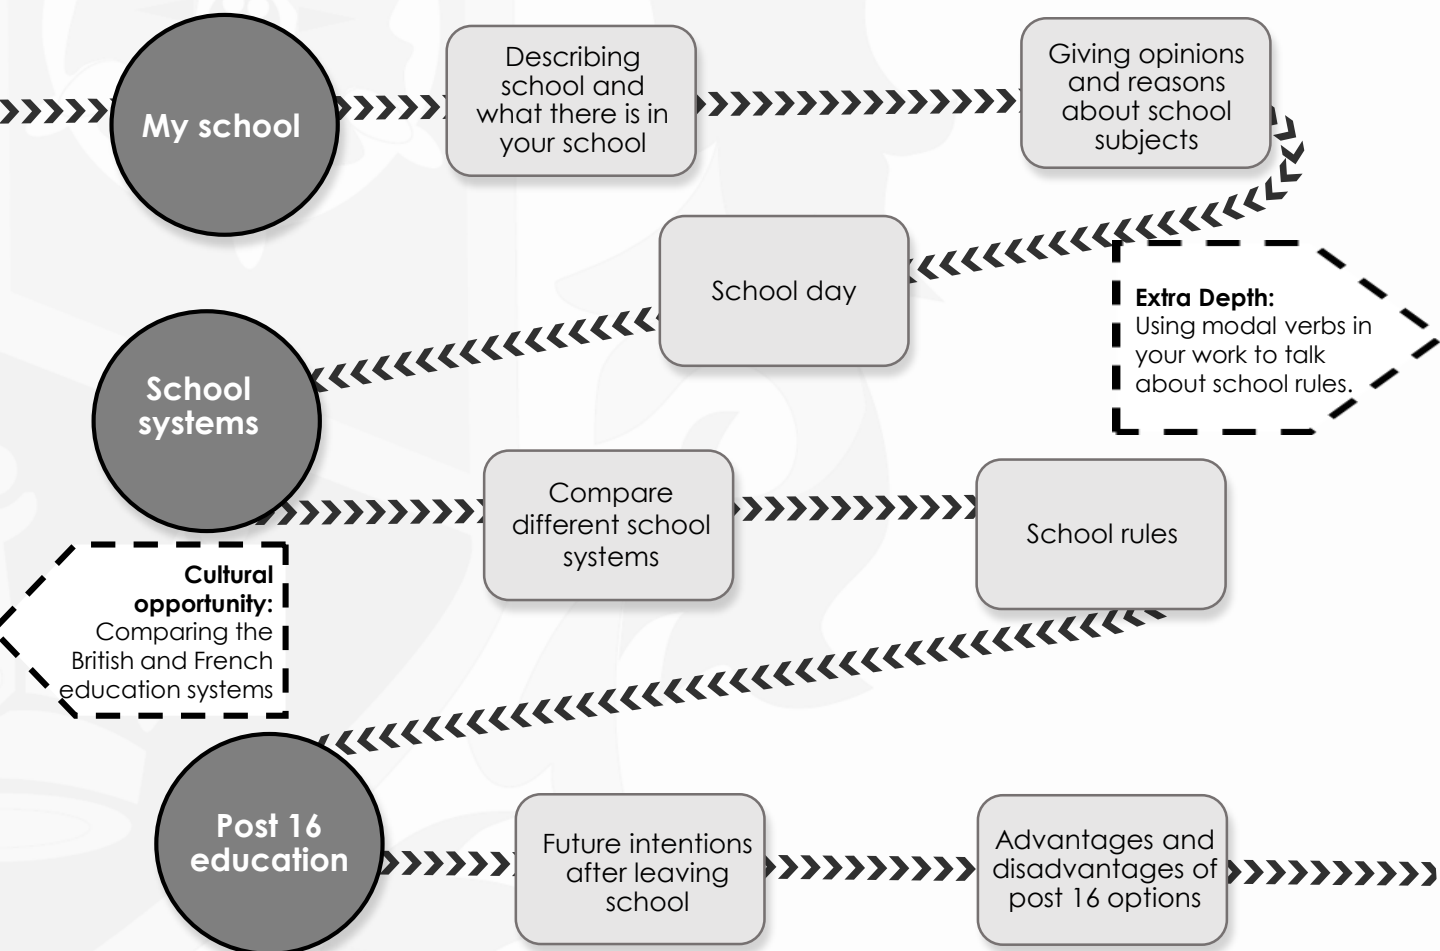 My school
Describing
school and
what there is in
your school
Giving opinions
and reasons
about school
subjects
School day
Extra Depth:
Using modal verbs in
your work to talk
about school rules.
School
systems
Compare
different school
systems
School rules
Cultural
opportunity:
Comparing the
British and French
education systems
Post 16
education
Future intentions
after leaving
school
Advantages and
disadvantages of
post 16 options